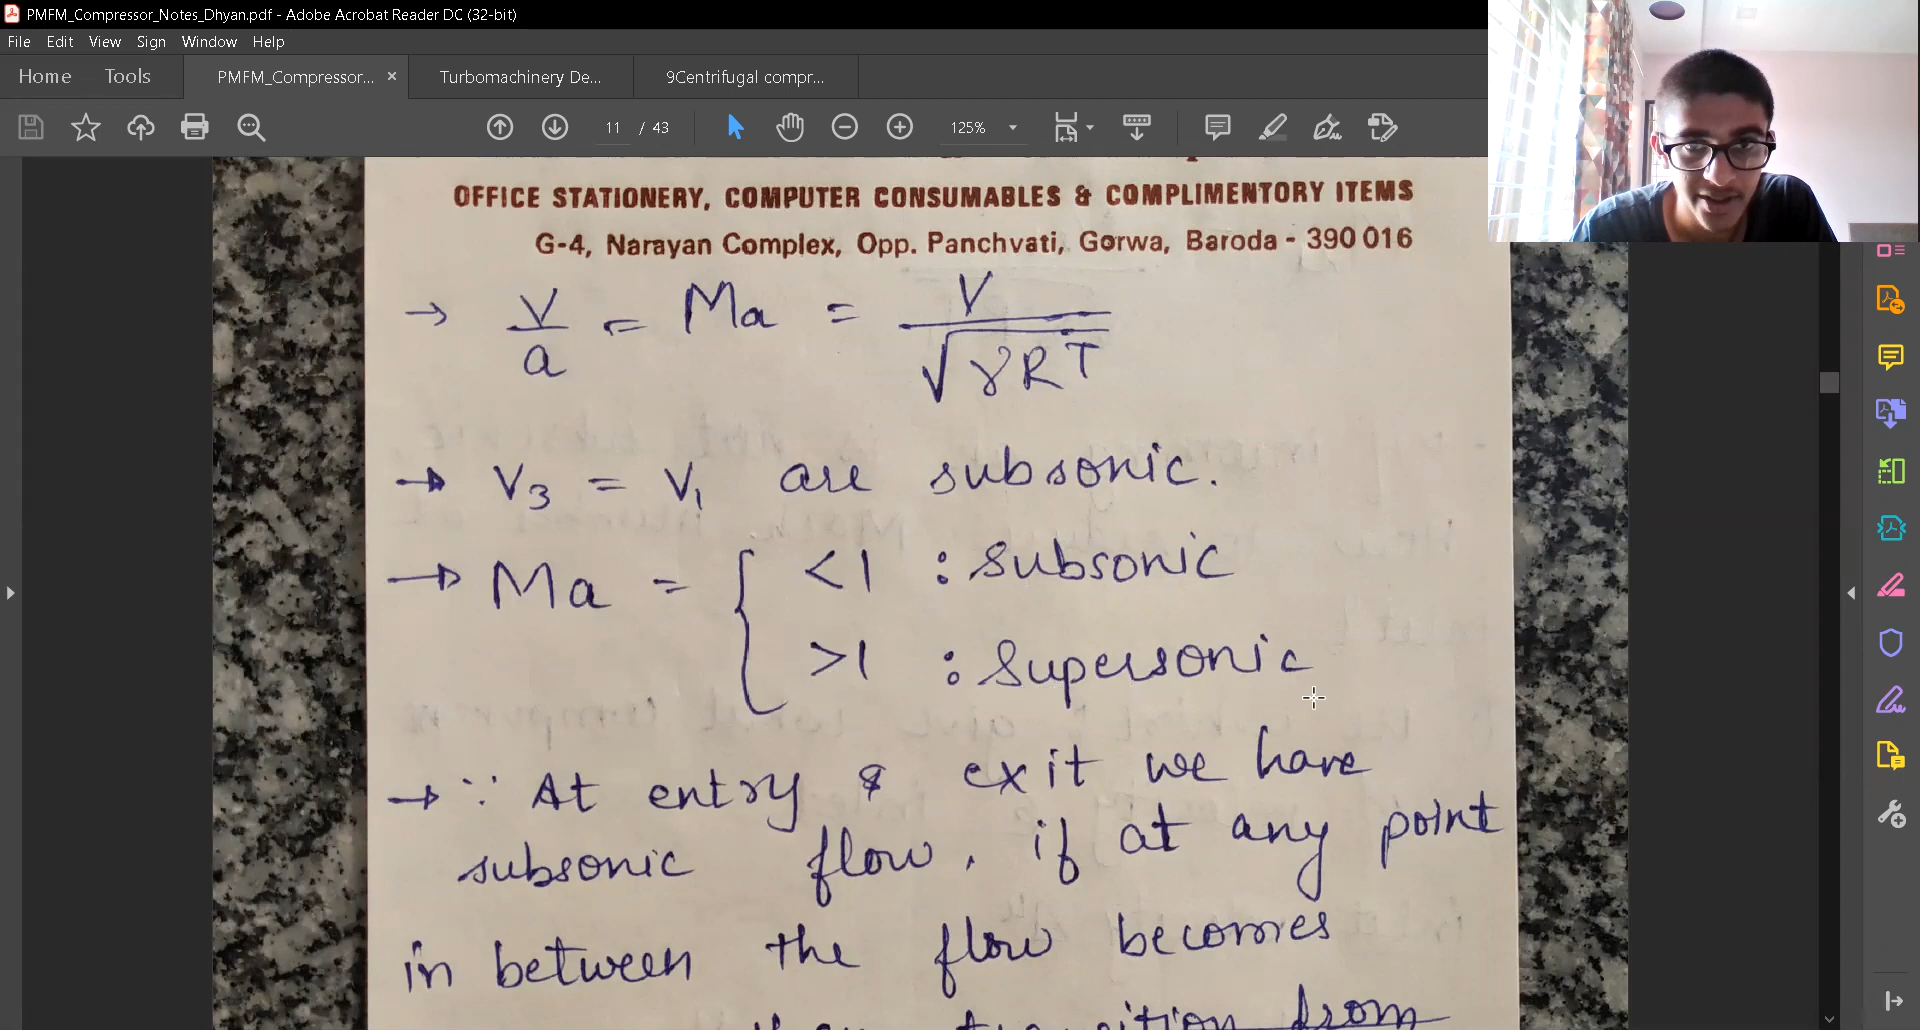 PMFM_Compressor_Notes_Dhyan.pdf - Adobe Acrobat Reader DC (32-bit)
File Edit View Sign Window Help
Home Tools PMFM_Compressor... × Turbomachinery De... 9Centrifugal compr...
11 / 43 125%
OFFICE STATIONERY, COMPUTER CONSUMABLES & COMPLIMENTORY ITEMS
G-4, Narayan Complex, Opp. Panchvati, Gorwa, Baroda - 390 016
→ V/a = Ma = V/√γRT
→ V3 = V1 are subsonic.
→ Ma = { <1 : Subsonic
>1 : Supersonic
→ ∵ At entry & exit we have
subsonic flow, if at any point
in between the flow becomes
from